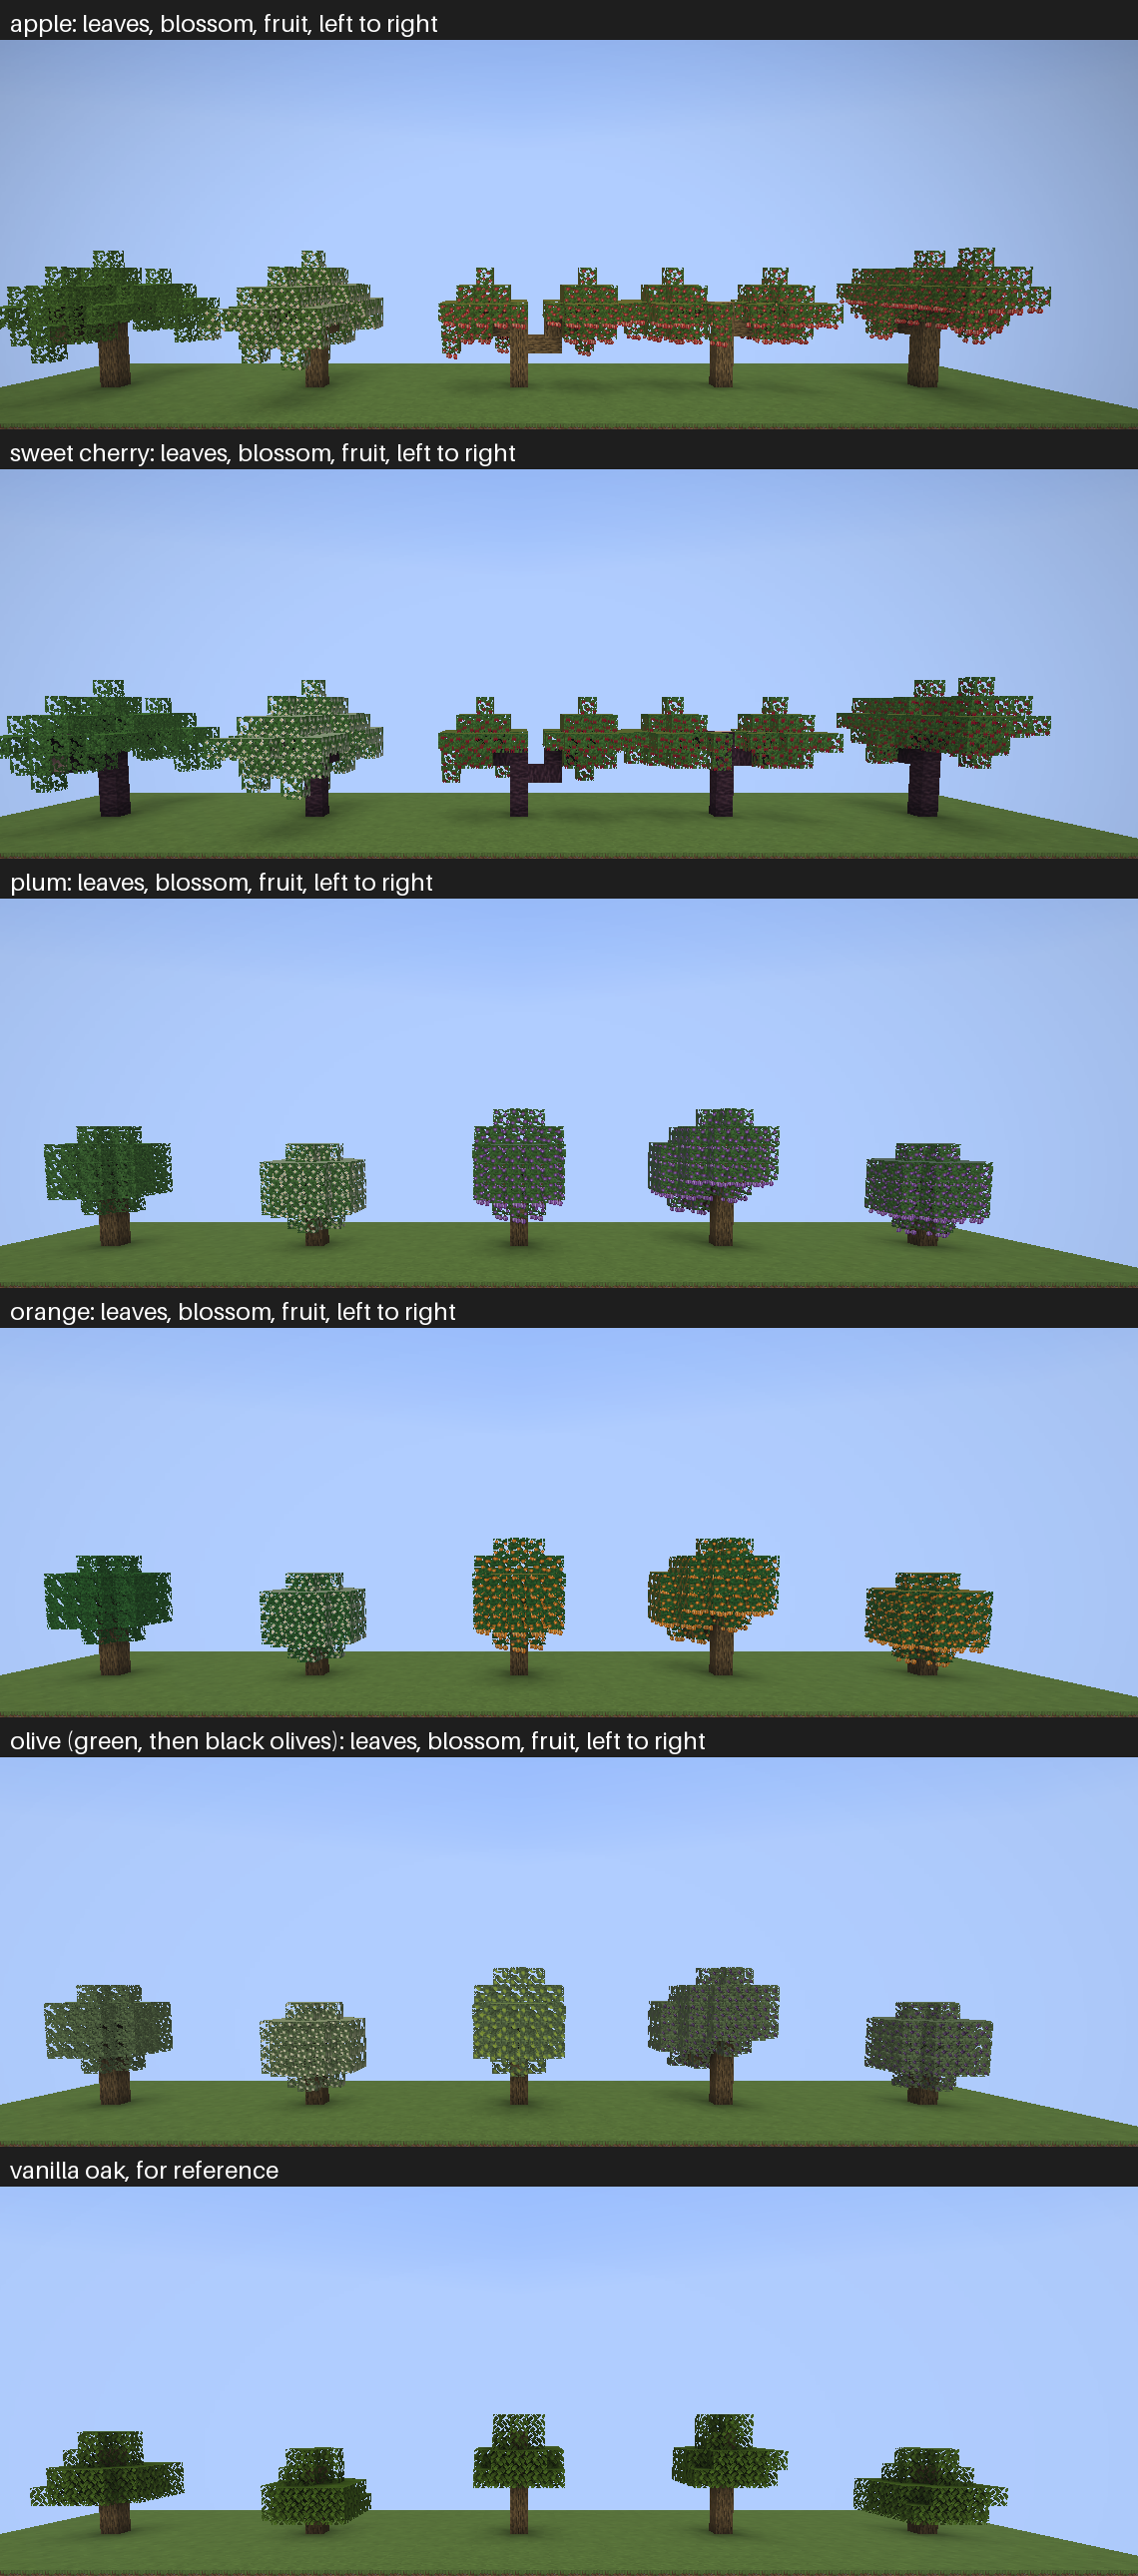 apple: leaves, blossom, fruit, left to right
sweet cherry: leaves, blossom, fruit, left to right
plum: leaves, blossom, fruit, left to right
orange: leaves, blossom, fruit, left to right
olive (green, then black olives): leaves, blossom, fruit, left to right
vanilla oak, for reference